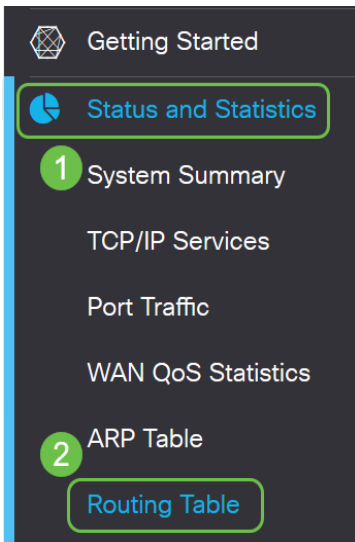 Getting Started
Status and Statistics
1
System Summary
TCP/IP Services
Port Traffic
WAN QoS Statistics
ARP Table
2
Routing Table